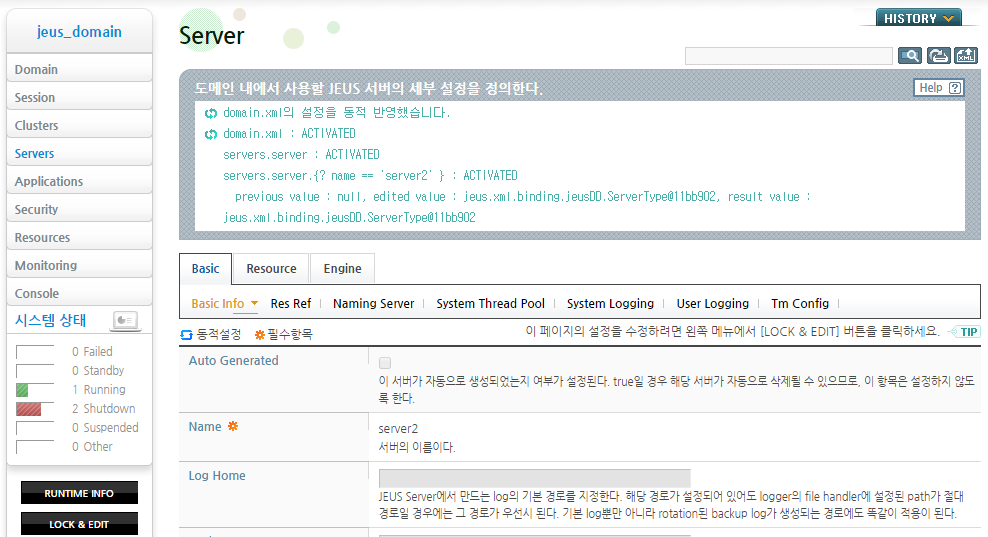 jeus_domain
Domain
Session
Clusters
Servers
Applications
Security
Resources
Monitoring
Console
시스템 상태
0 Failed
0 Standby
1 Running
2 Shutdown
0 Suspended
0 Other
RUNTIME INFO
LOCK & EDIT
HISTORY
Server
XML
도메인 내에서 사용할 JEUS 서버의 세부 설정을 정의한다.
Help ?
domain.xml의 설정을 동적 반영했습니다.
domain.xml : ACTIVATED
servers.server : ACTIVATED
servers.server.{? name == 'server2' } : ACTIVATED
previous value : null, edited value : jeus.xml.binding.jeusDD.ServerType@11bb902, result value :
jeus.xml.binding.jeusDD.ServerType@11bb902
Basic Resource Engine
Basic Info Res Ref Naming Server System Thread Pool System Logging User Logging Tm Config
동적설정 필수항목 이 페이지의 설정을 수정하려면 왼쪽 메뉴에서 [LOCK & EDIT] 버튼을 클릭하세요. TIP
Auto Generated
이 서버가 자동으로 생성되었는지 여부가 설정된다. true일 경우 해당 서버가 자동으로 삭제될 수 있으므로, 이 항목은 설정하지 않도
록 한다.
Name
server2
서버의 이름이다.
Log Home
JEUS Server에서 만드는 log의 기본 경로를 지정한다. 해당 경로가 설정되어 있어도 logger의 file handler에 설정된 path가 절대
경로일 경우에는 그 경로가 우선시 된다. 기본 log뿐만 아니라 rotation된 backup log가 생성되는 경로에도 똑같이 적용이 된다.